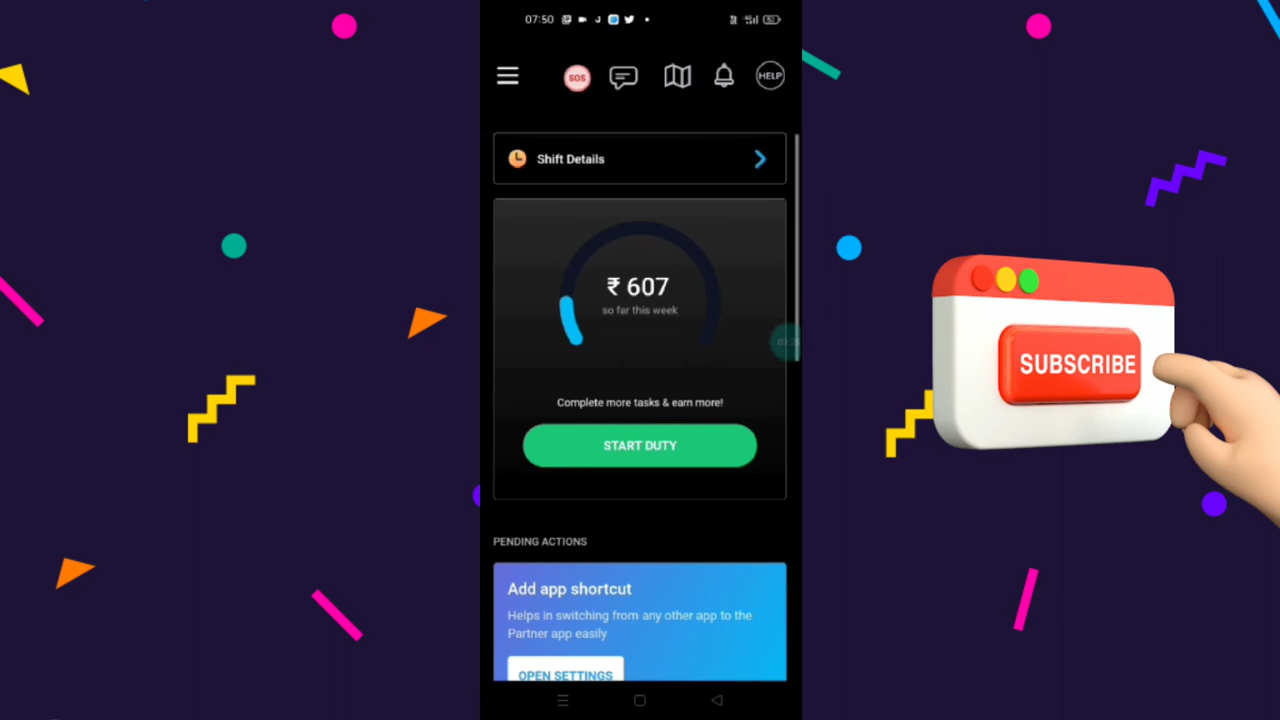 07:50
SOS
HELP
Shift Details
₹ 607
so far this week
Complete more tasks & earn more!
START DUTY
PENDING ACTIONS
Add app shortcut
Helps in switching from any other app to the
Partner app easily
OPEN SETTINGS
SUBSCRIBE